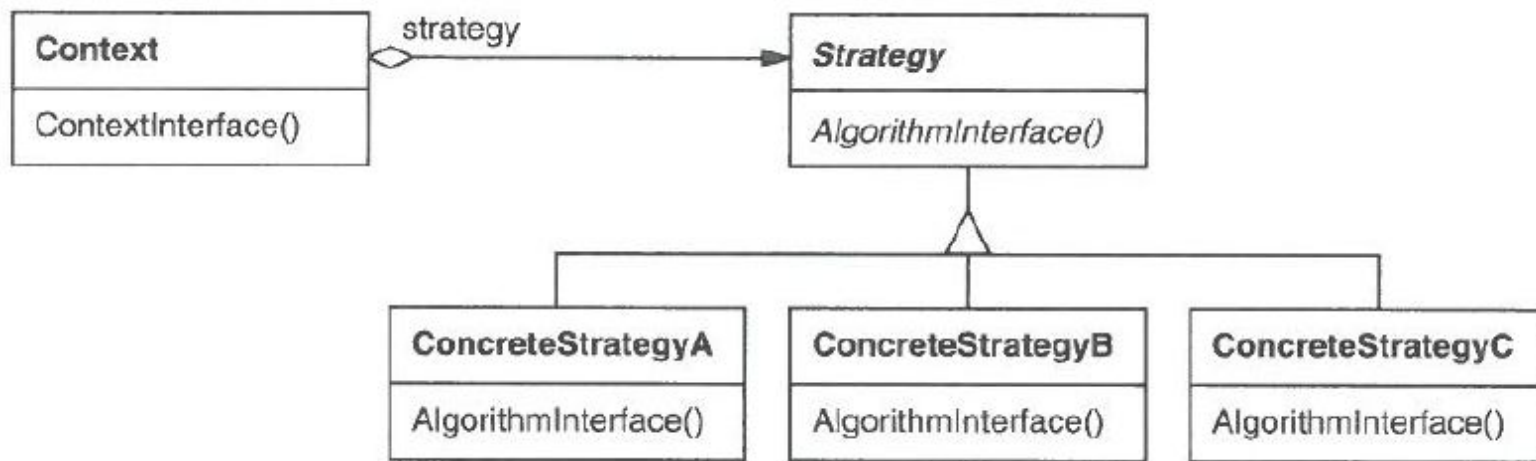 Context
ContextInterface()
strategy
Strategy
AlgorithmInterface()
ConcreteStrategyA
AlgorithmInterface()
ConcreteStrategyB
AlgorithmInterface()
ConcreteStrategyC
AlgorithmInterface()